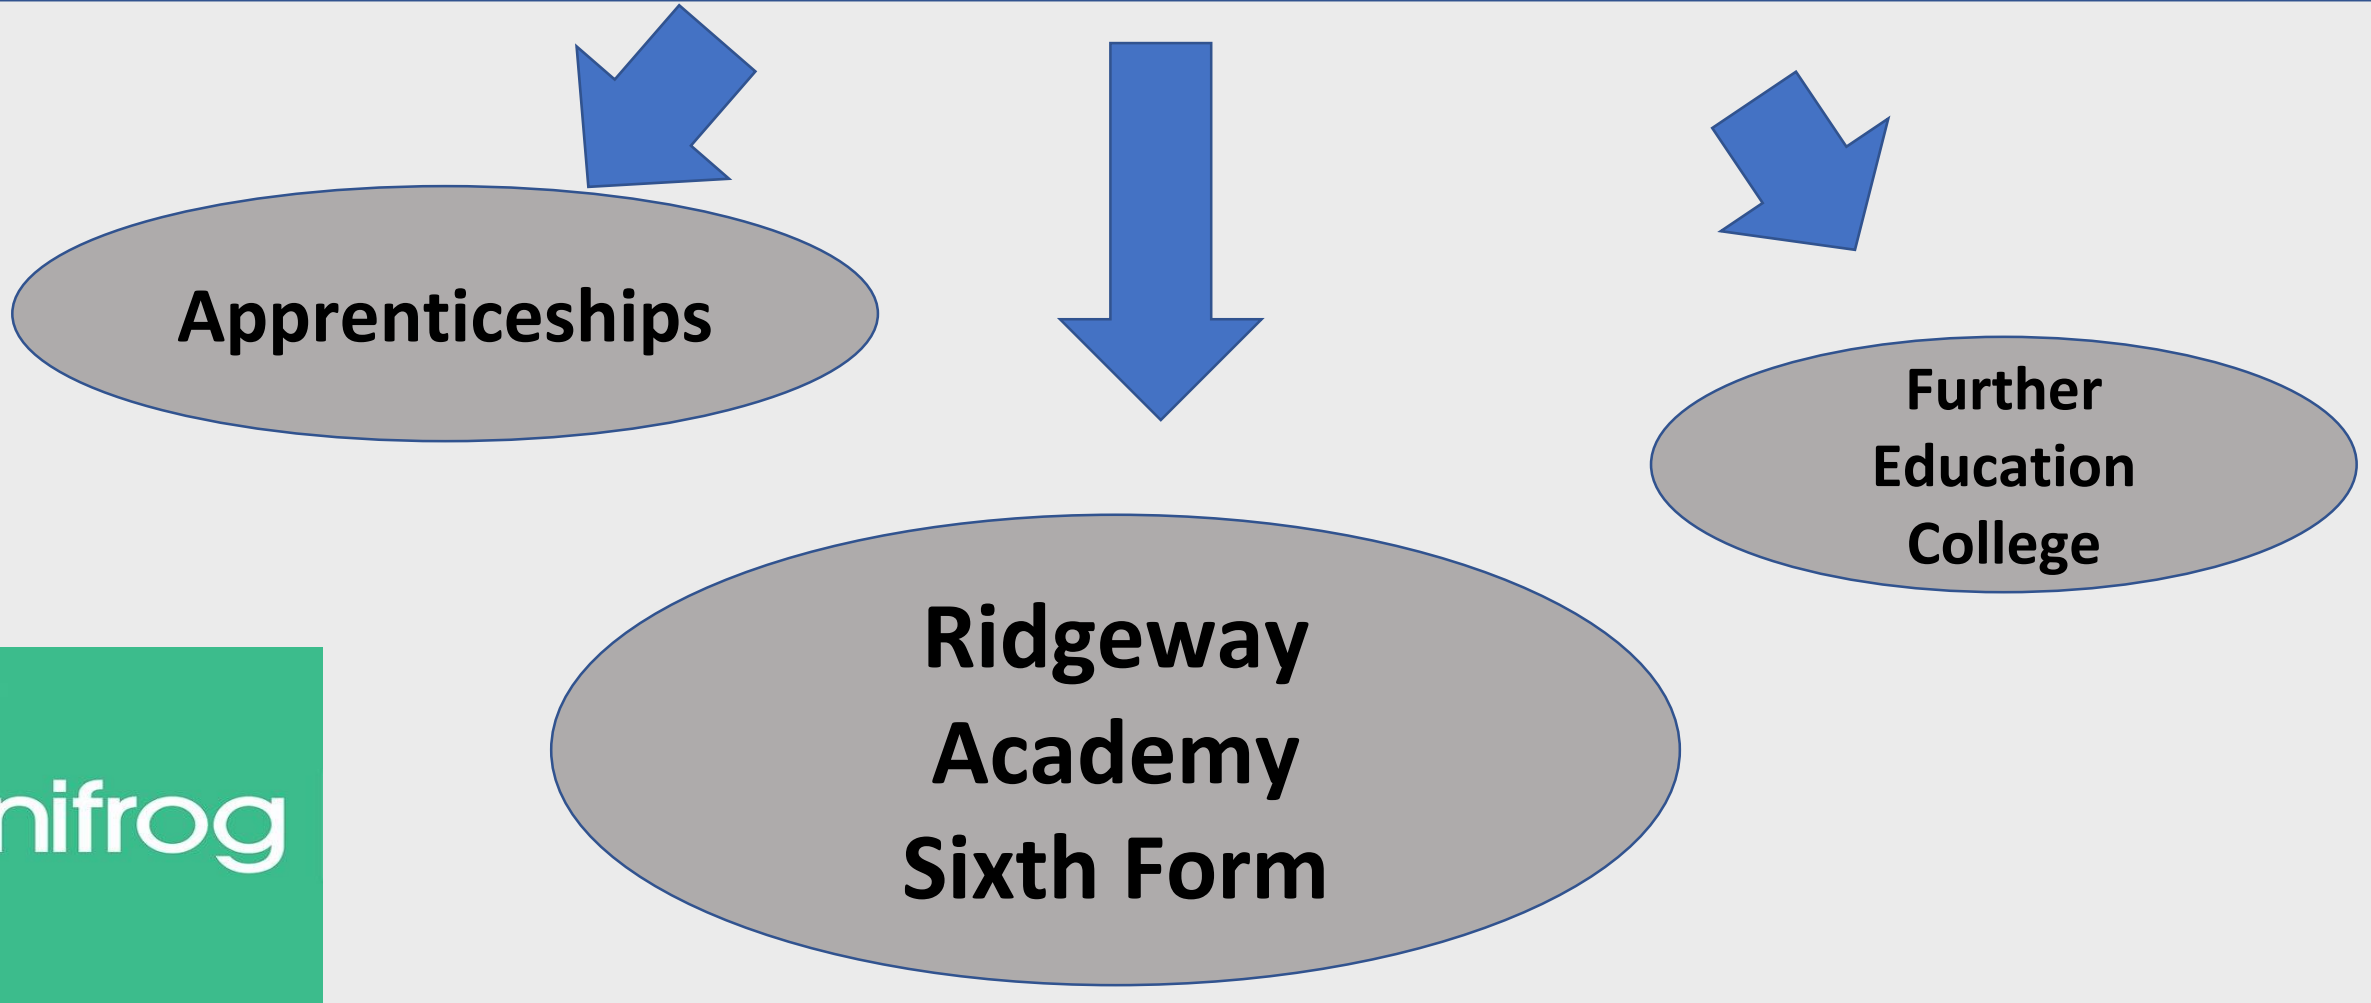 Apprenticeships
Further
Education
College
Ridgeway
Academy
Sixth Form
nifrog